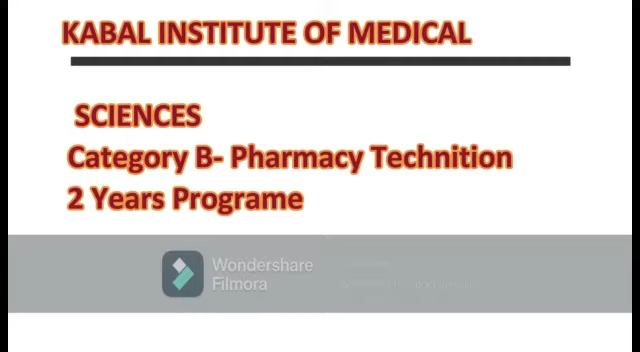 KABAL INSTITUTE OF MEDICAL
SCIENCES
Category B- Pharmacy Technition
2 Years Programe
Wondershare
Filmora